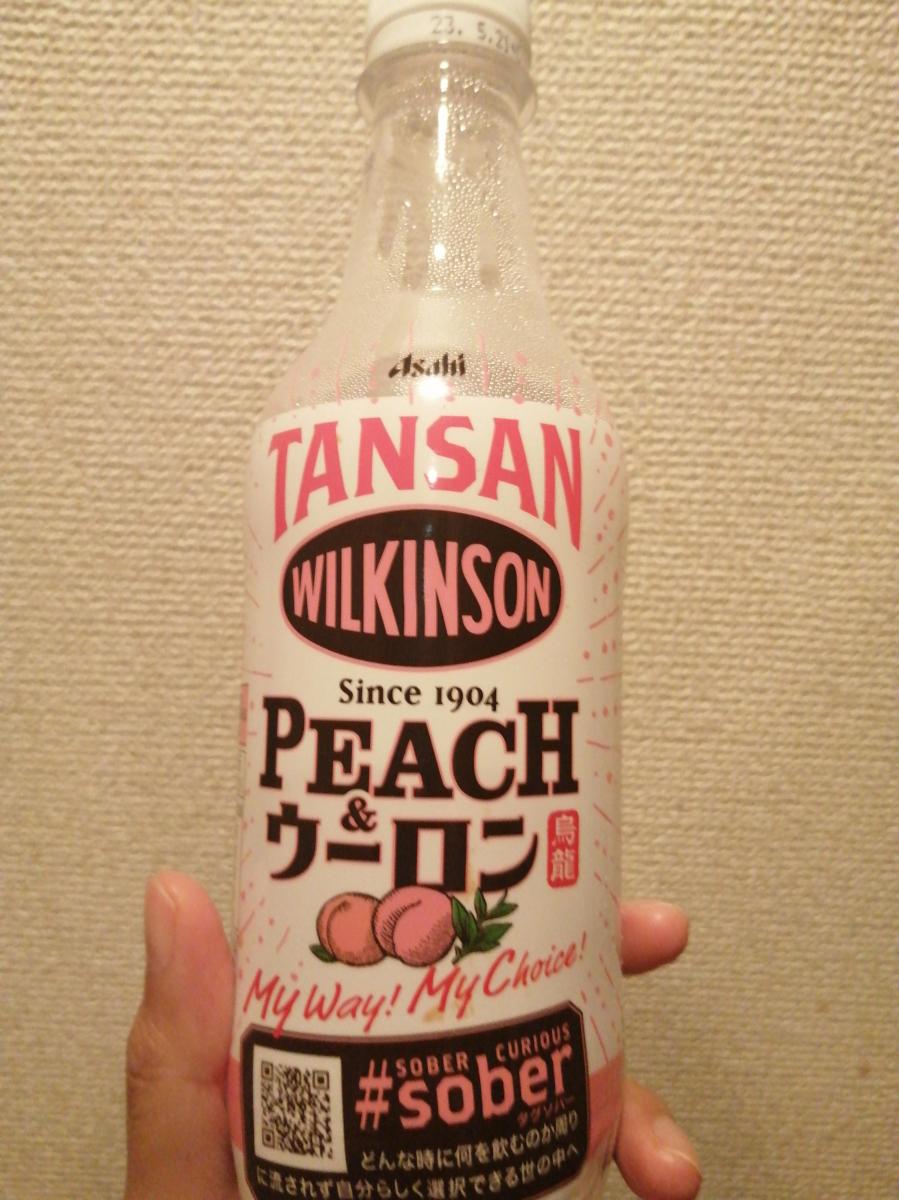 23. 5.21
Asahi
TANSAN
WILKINSON
Since 1904
PEACH
&
ウーロン
烏龍
My Way! My Choice!
SOBER CURIOUS
#sober
タグソバー
どんな時に何を飲むのか周り
に流されず自分らしく選択できる世の中へ